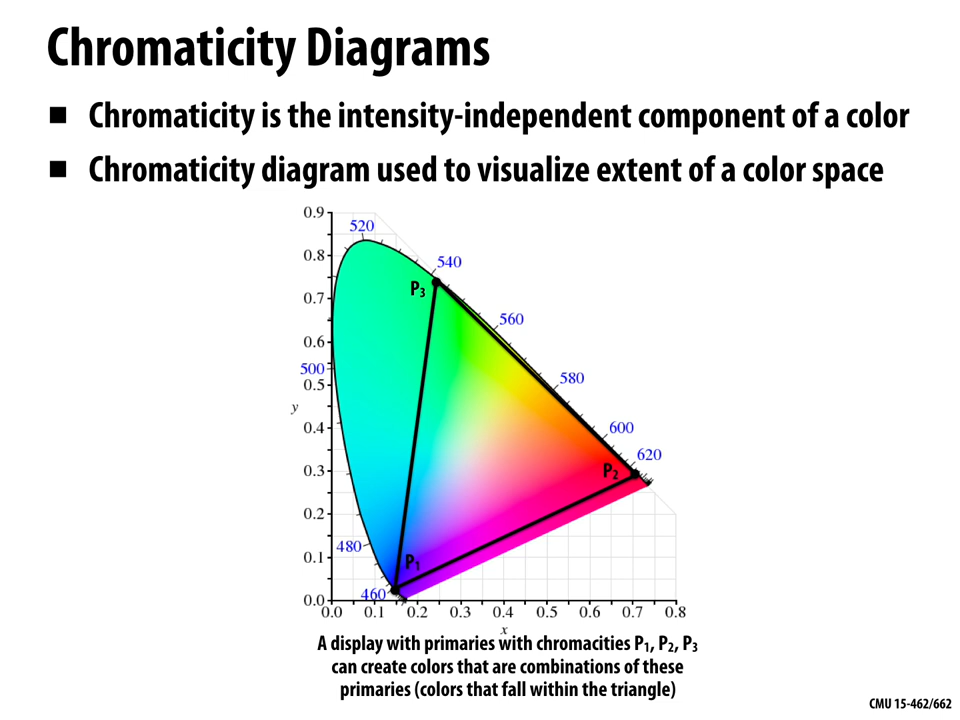 Chromaticity Diagrams
■ Chromaticity is the intensity-independent component of a color
■ Chromaticity diagram used to visualize extent of a color space
0.9
520
0.8
540
P3
0.7
560
0.6
500
580
0.5
y
0.4
600
620
0.3
P2
0.2
480
0.1
P1
460
0.0
0.0 0.1 0.2 0.3 0.4 0.5 0.6 0.7 0.8
x
A display with primaries with chromacities P1, P2, P3
can create colors that are combinations of these
primaries (colors that fall within the triangle)
CMU 15-462/662